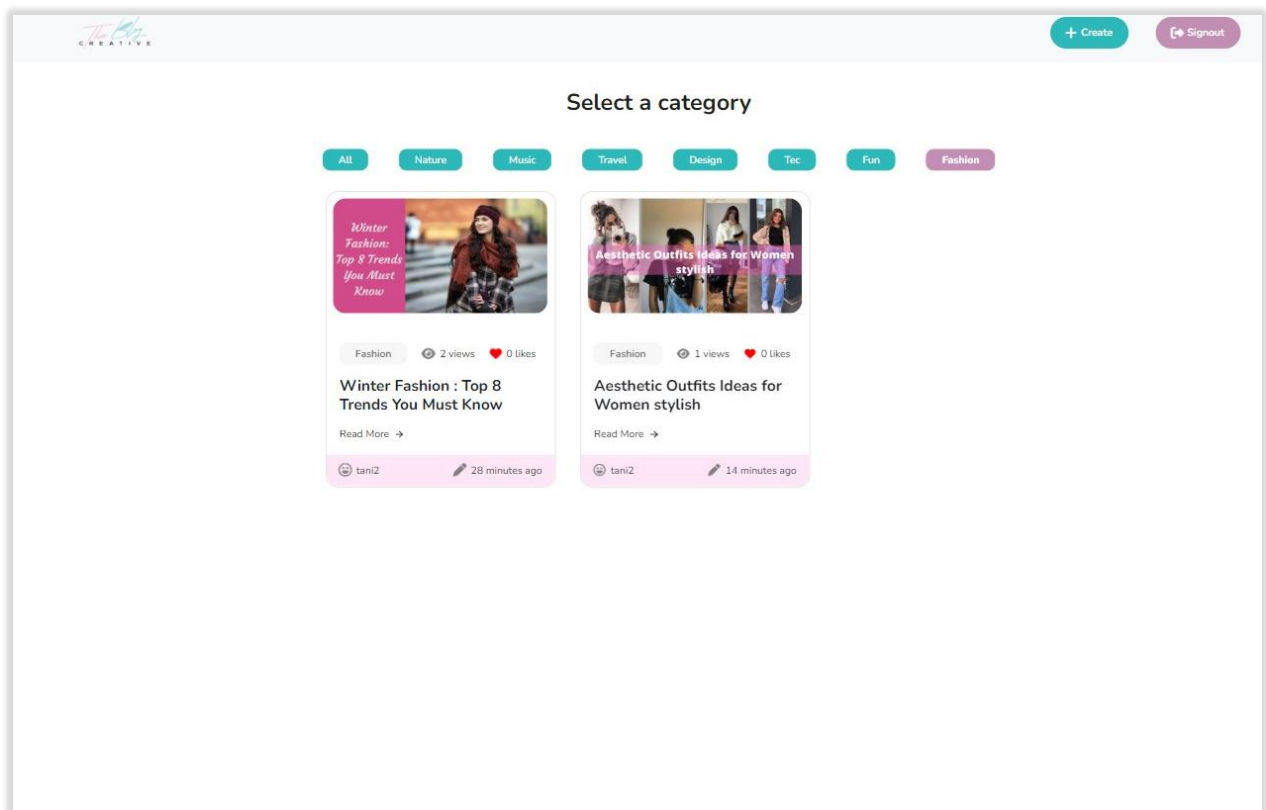 The Blog
CREATIVE
Create
Signout
Select a category
All
Nature
Music
Travel
Design
Tec
Fun
Fashion
Winter
Fashion:
Top 8 Trends
You Must
Know
Fashion
2 views
0 likes
Winter Fashion : Top 8
Trends You Must Know
Read More
tani2
28 minutes ago
Aesthetic Outfits Ideas for Women
stylish
Fashion
1 views
0 likes
Aesthetic Outfits Ideas for
Women stylish
Read More
tani2
14 minutes ago